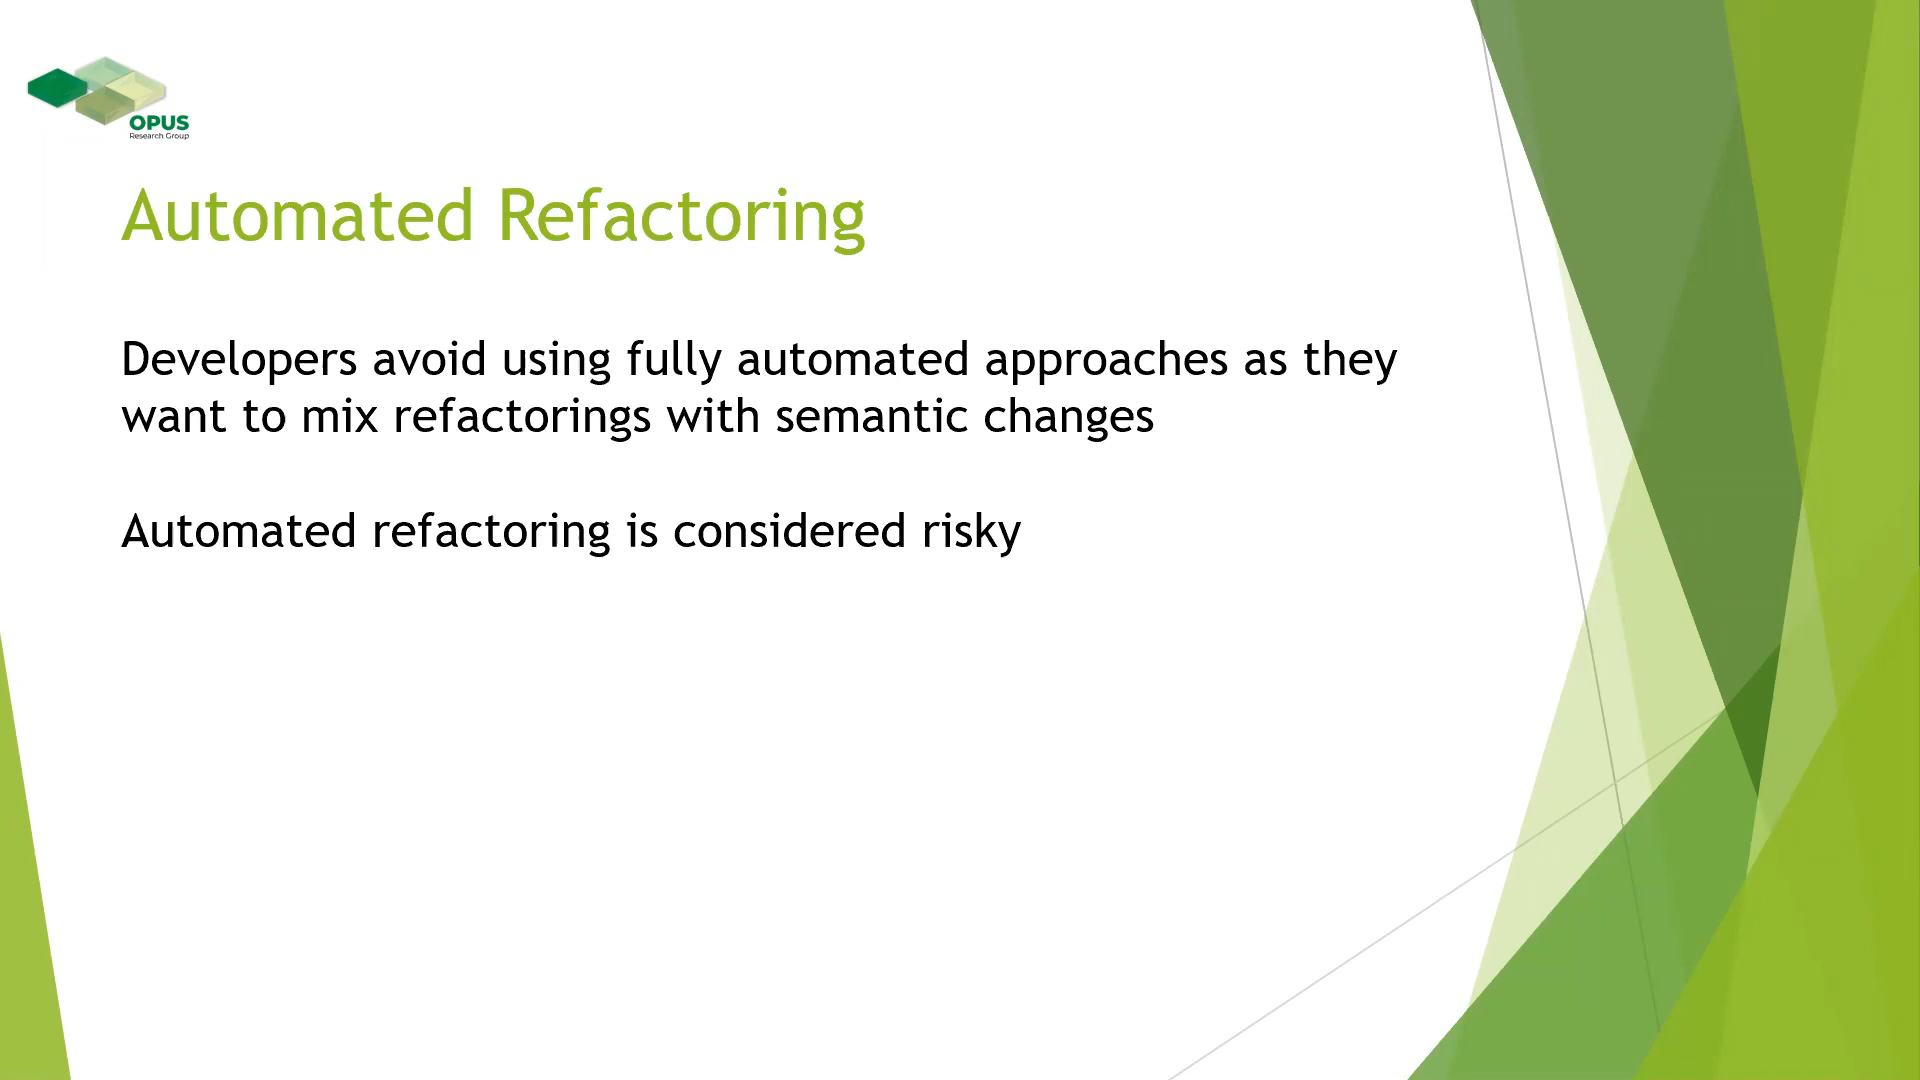 OPUS
Research Group
Automated Refactoring
Developers avoid using fully automated approaches as they
want to mix refactorings with semantic changes
Automated refactoring is considered risky